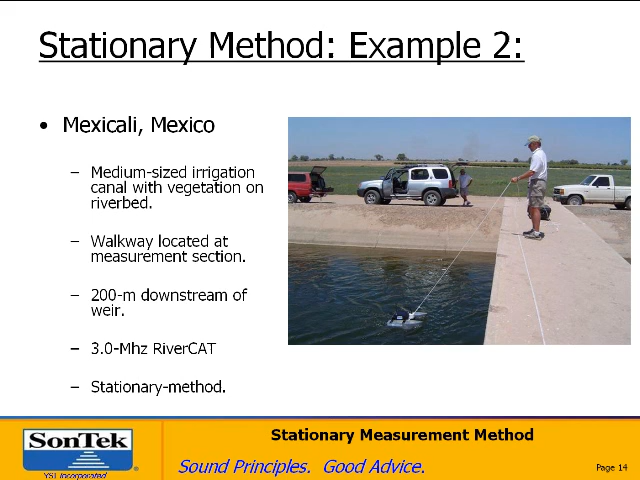 Stationary Method: Example 2:
• Mexicali, Mexico
– Medium-sized irrigation
canal with vegetation on
riverbed.
– Walkway located at
measurement section.
– 200-m downstream of
weir.
– 3.0-Mhz RiverCAT
– Stationary-method.
Stationary Measurement Method
SonTek
YSI incorporated
Sound Principles. Good Advice.
Page 14